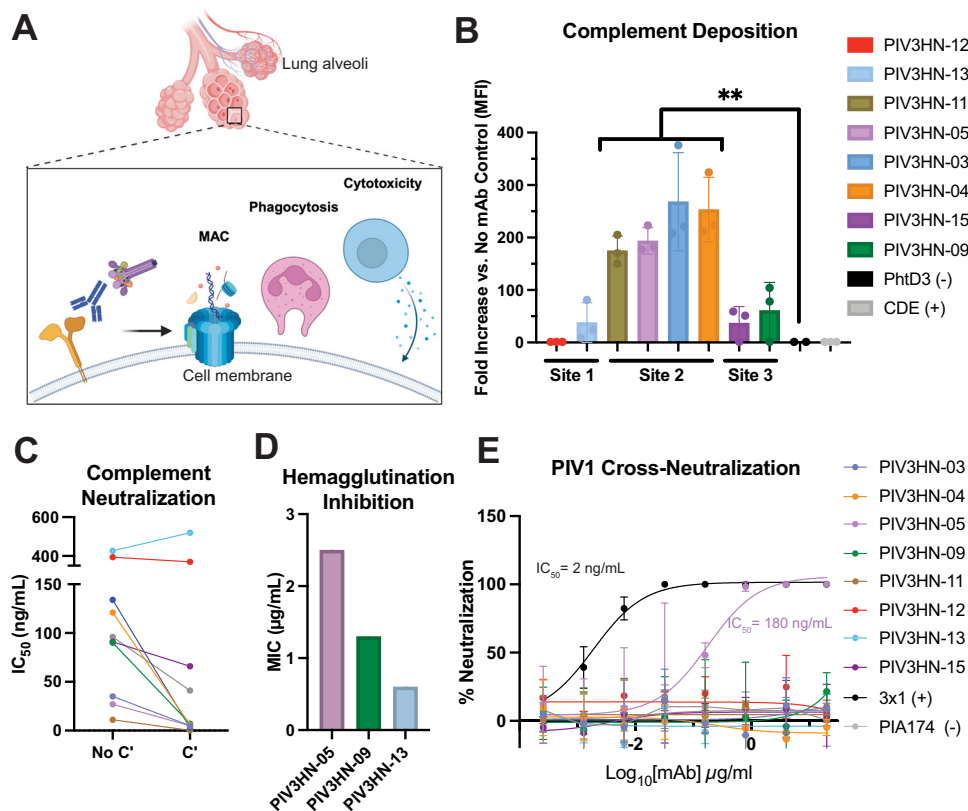 A
Lung alveoli
Cytotoxicity
Phagocytosis
MAC
Cell membrane
B
Complement Deposition
**
Fold Increase vs. No mAb Control (MFI)
400
300
200
100
0
Site 1
Site 2
Site 3
PIV3HN-12
PIV3HN-13
PIV3HN-11
PIV3HN-05
PIV3HN-03
PIV3HN-04
PIV3HN-15
PIV3HN-09
PhtD3 (-)
CDE (+)
C
Complement
Neutralization
IC50 (ng/mL)
600
400
200
150
100
50
0
No C'
C'
D
Hemagglutination
Inhibition
MIC (µg/mL)
3
2
1
0
PIV3HN-05
PIV3HN-09
PIV3HN-13
E
PIV1 Cross-Neutralization
% Neutralization
150
100
50
0
IC50= 2 ng/mL
IC50= 180 ng/mL
-2
0
Log10[mAb] µg/ml
PIV3HN-03
PIV3HN-04
PIV3HN-05
PIV3HN-09
PIV3HN-11
PIV3HN-12
PIV3HN-13
PIV3HN-15
3x1 (+)
PIA174 (-)